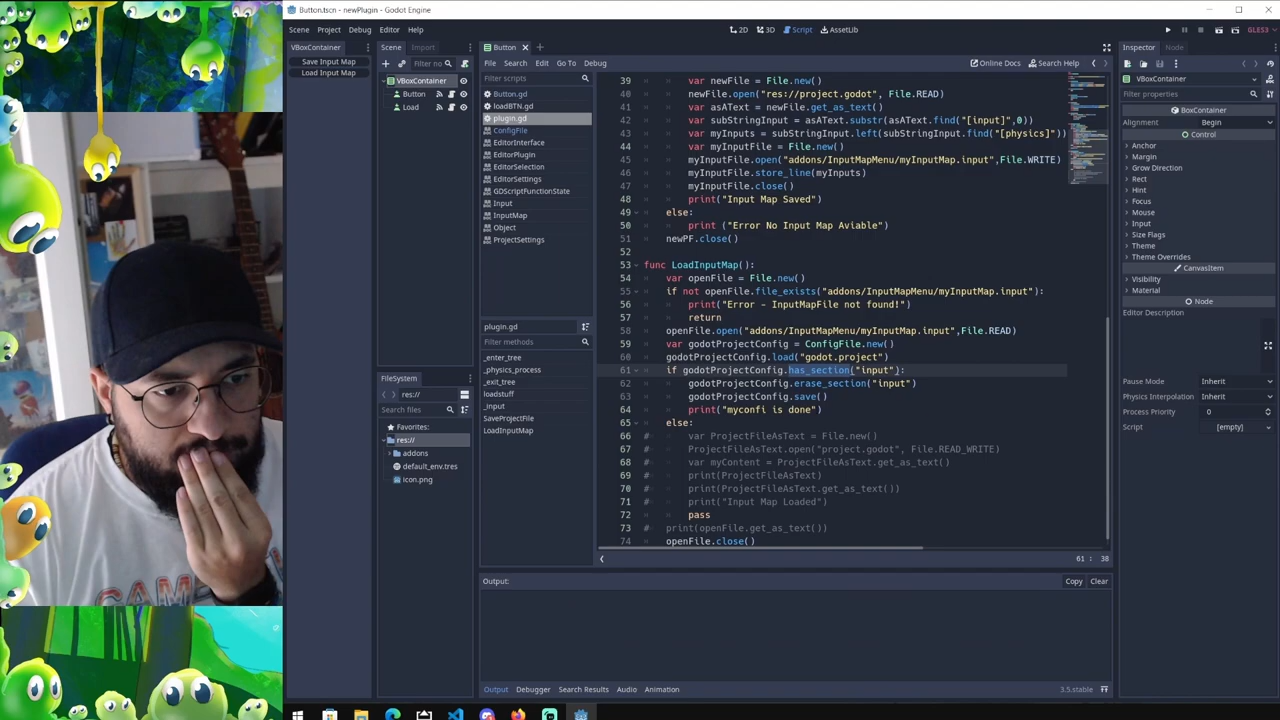 Button.tscn - newPlugin - Godot Engine
Scene Project Debug Editor Help
2D 3D Script AssetLib
GLES3
VBoxContainer
Save Input Map
Load Input Map
Scene Import
Filter no
VBoxContainer
Button
Load
FileSystem
res://
Search files
Favorites:
res://
addons
default_env.tres
icon.png
Button
File Search Edit Go To Debug
Online Docs Search Help
Filter scripts
Button.gd
loadBTN.gd
plugin.gd
ConfigFile
EditorInterface
EditorPlugin
EditorSelection
EditorSettings
GDScriptFunctionState
Input
InputMap
Object
ProjectSettings
plugin.gd
Filter methods
_enter_tree
_physics_process
_exit_tree
loadstuff
_input
SaveProjectFile
LoadInputMap
39 var newFile = File.new()
40 newFile.open("res://project.godot", File.READ)
41 var asAText = newFile.get_as_text()
42 var subStringInput = asAText.substr(asAText.find("[input]",0))
43 var myInputs = subStringInput.left(subStringInput.find("[physics]"))
44 var myInputFile = File.new()
45 myInputFile.open("addons/InputMapMenu/myInputMap.input",File.WRITE)
46 myInputFile.store_line(myInputs)
47 myInputFile.close()
48 print("Input Map Saved")
49 else:
50 print ("Error No Input Map Aviable")
51 newPF.close()
52
53 func LoadInputMap():
54 var openFile = File.new()
55 if not openFile.file_exists("addons/InputMapMenu/myInputMap.input"):
56 print("Error - InputMapFile not found!")
57 return
58 openFile.open("addons/InputMapMenu/myInputMap.input",File.READ)
59 var godotProjectConfig = ConfigFile.new()
60 godotProjectConfig.load("godot.project")
61 if godotProjectConfig.has_section("input"):
62 godotProjectConfig.erase_section("input")
63 godotProjectConfig.save()
64 print("myconfi is done")
65 else:
66 # var ProjectFileAsText = File.new()
67 # ProjectFileAsText.open("project.godot", File.READ_WRITE)
68 # var myContent = ProjectFileAsText.get_as_text()
69 # print(ProjectFileAsText)
70 # print(ProjectFileAsText.get_as_text())
71 # print("Input Map Loaded")
72 pass
73 # print(openFile.get_as_text())
74 openFile.close()
61 : 38
Output:
Copy Clear
Output Debugger Search Results Audio Animation
3.5.stable
Inspector Node
VBoxContainer
Filter properties
BoxContainer
Alignment Begin
Control
Anchor
Margin
Grow Direction
Rect
Hint
Focus
Mouse
Input
Size Flags
Theme
Theme Overrides
CanvasItem
Visibility
Material
Node
Editor Description
Pause Mode Inherit
Physics Interpolation Inherit
Process Priority 0
Script [empty]